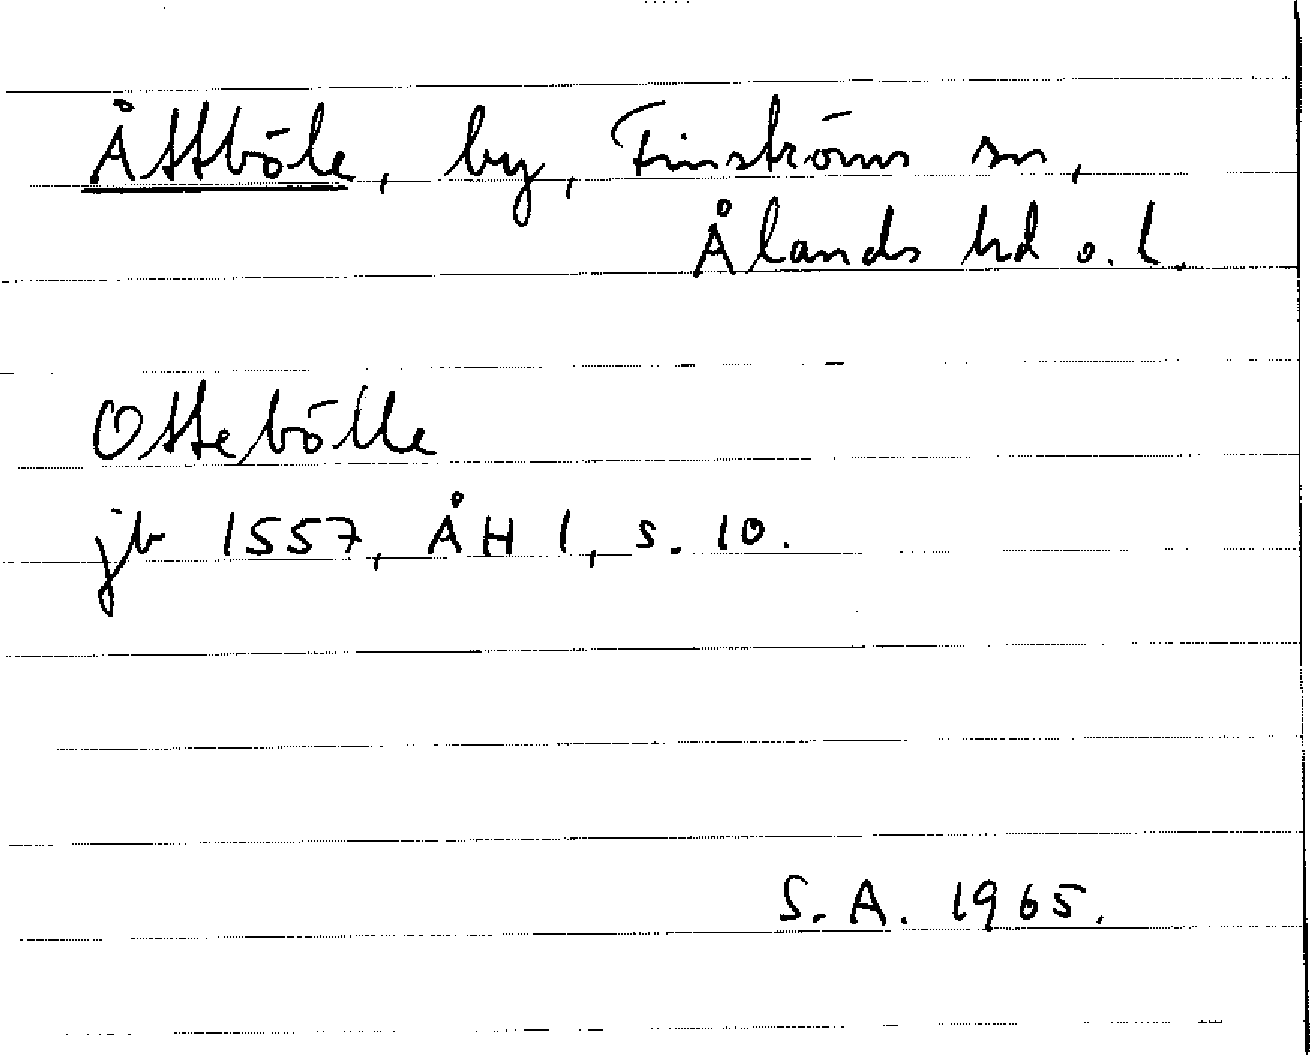 Åttböle, by, Finströms sn,
Ålands hd o. l.
Ottebölle
jb 1557, ÅH 1, s. 10.
S. A. 1965.